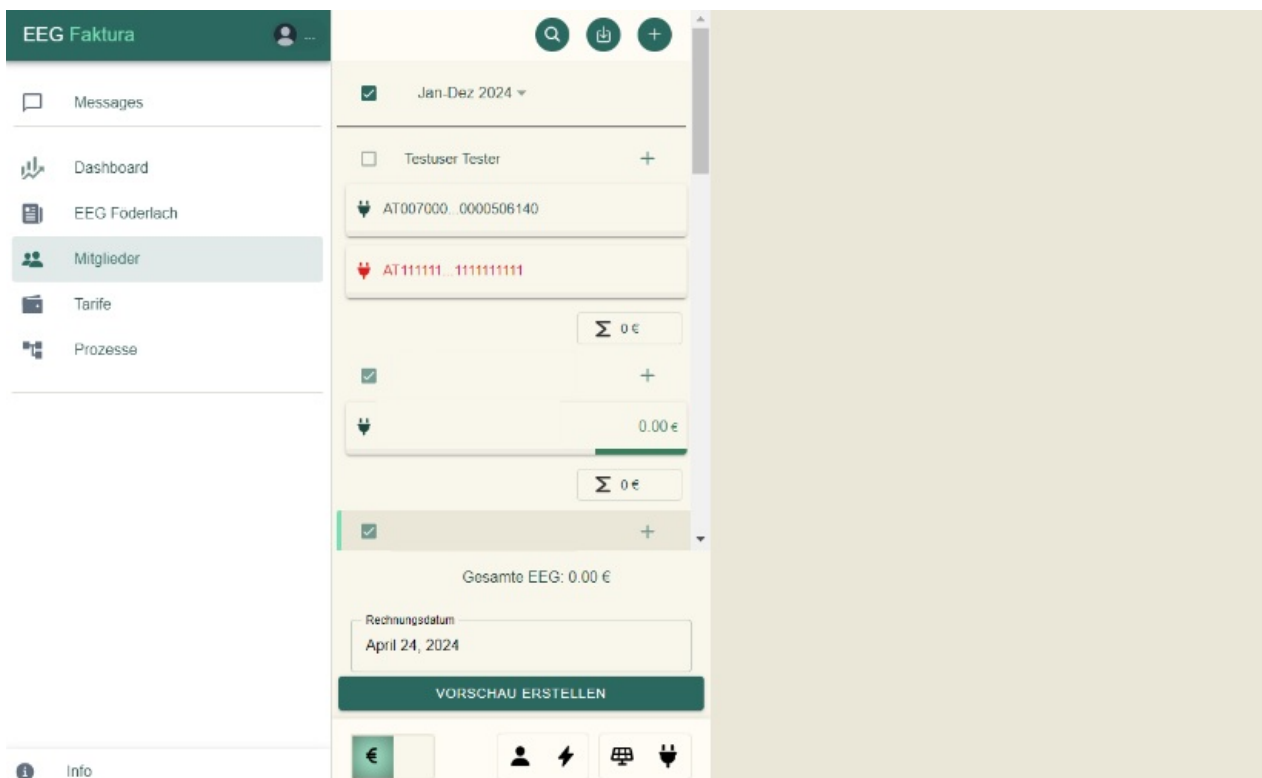 EEG Faktura ...
Messages
Dashboard
EEG Foderlach
Mitglieder
Tarife
Prozesse
Info
Jan-Dez 2024
Testuser Tester +
AT007000...0000506140
AT111111...1111111111
Σ 0 €
+
0.00 €
Σ 0 €
+
Gesamte EEG: 0.00 €
Rechnungsdatum
April 24, 2024
VORSCHAU ERSTELLEN
€